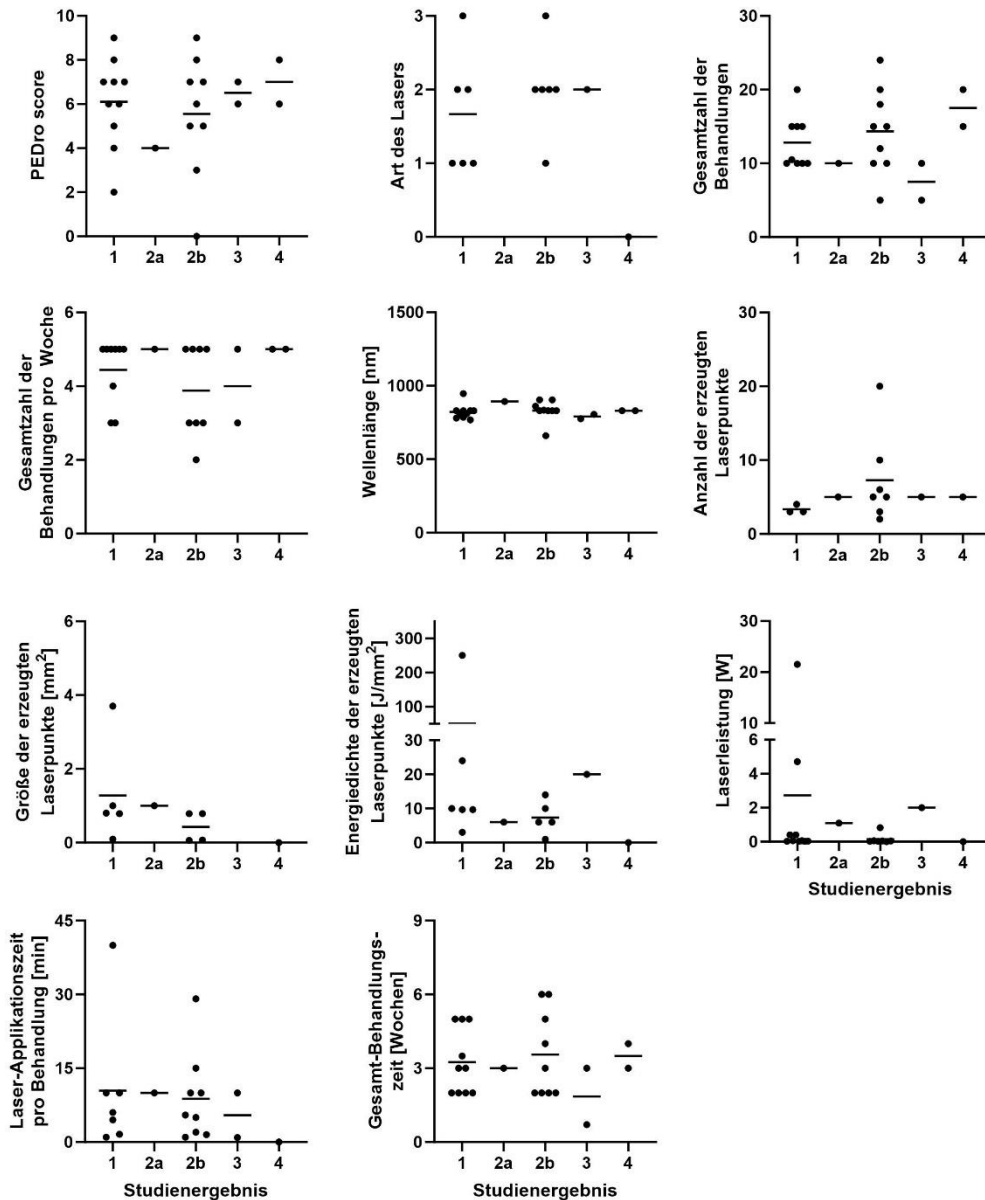 PEDro score
10
8
6
4
2
0
1 2a 2b 3 4
Art des Lasers
3
2
1
0
1 2a 2b 3 4
Gesamtzahl der
Behandlungen
30
20
10
0
1 2a 2b 3 4
Gesamtzahl der
Behandlungen pro Woche
6
4
2
0
1 2a 2b 3 4
Wellenlänge [nm]
1500
1000
500
0
1 2a 2b 3 4
Anzahl der erzeugten
Laserpunkte
30
20
10
0
1 2a 2b 3 4
Größe der erzeugten
Laserpunkte [mm²]
6
4
2
0
1 2a 2b 3 4
Energiedichte der erzeugten
Laserpunkte [J/mm²]
300
200
100
20
10
0
1 2a 2b 3 4
Laserleistung [W]
30
20
10
6
4
2
0
1 2a 2b 3 4
Studienergebnis
Laser-Applikationszeit
pro Behandlung [min]
45
30
15
0
1 2a 2b 3 4
Studienergebnis
Gesamt-Behandlungs-
zeit [Wochen]
9
6
3
0
1 2a 2b 3 4
Studienergebnis